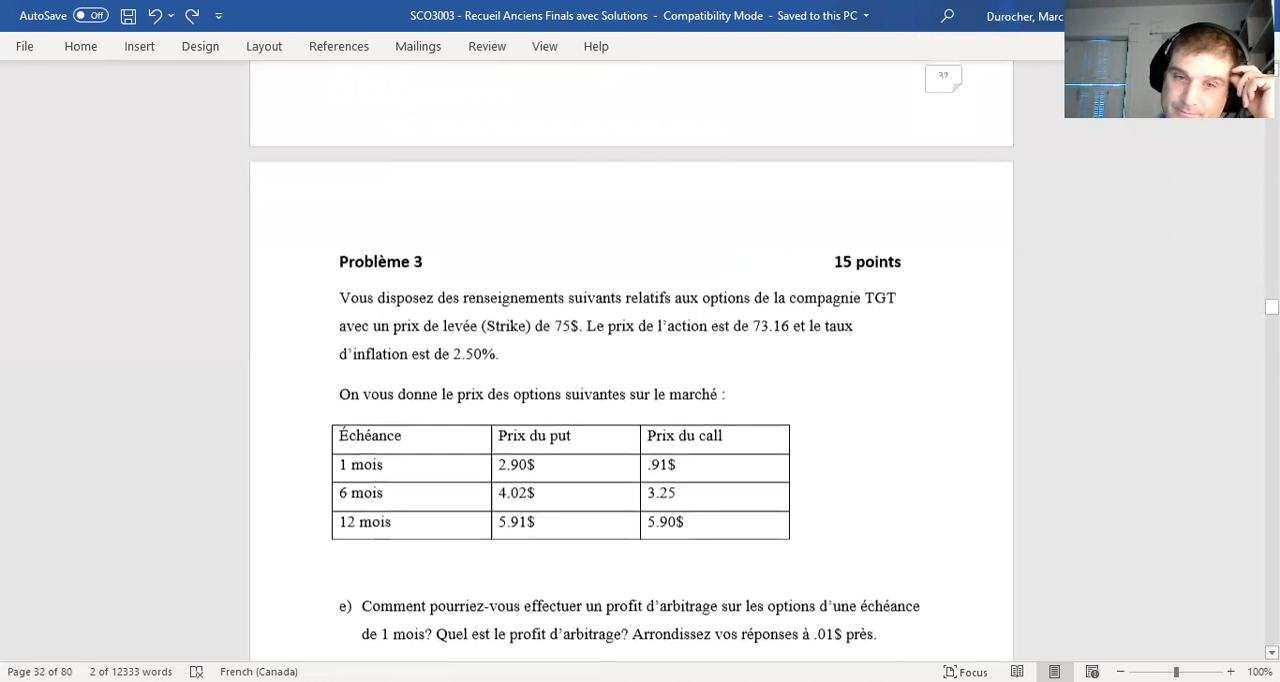 AutoSave Off SCO3003 - Recueil Anciens Finals avec Solutions - Compatibility Mode - Saved to this PC Durocher, Marc
File Home Insert Design Layout References Mailings Review View Help
32
Problème 3 15 points
Vous disposez des renseignements suivants relatifs aux options de la compagnie TGT
avec un prix de levée (Strike) de 75$. Le prix de l’action est de 73.16 et le taux
d’inflation est de 2.50%.
On vous donne le prix des options suivantes sur le marché :
Échéance Prix du put Prix du call
1 mois 2.90$ .91$
6 mois 4.02$ 3.25
12 mois 5.91$ 5.90$
e) Comment pourriez-vous effectuer un profit d’arbitrage sur les options d’une échéance
de 1 mois? Quel est le profit d’arbitrage? Arrondissez vos réponses à .01$ près.
Page 32 of 80 2 of 12333 words French (Canada) Focus 100%